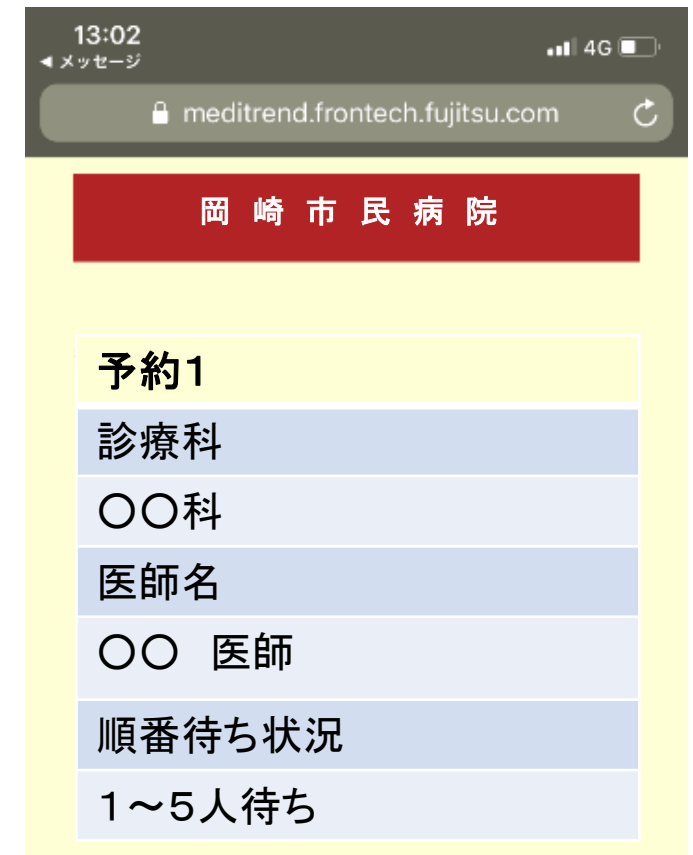 13:02
◀ メッセージ
4G
meditrend.frontech.fujitsu.com
岡崎市民病院
予約1
診療科
〇〇科
医師名
〇〇　医師
順番待ち状況
１～５人待ち